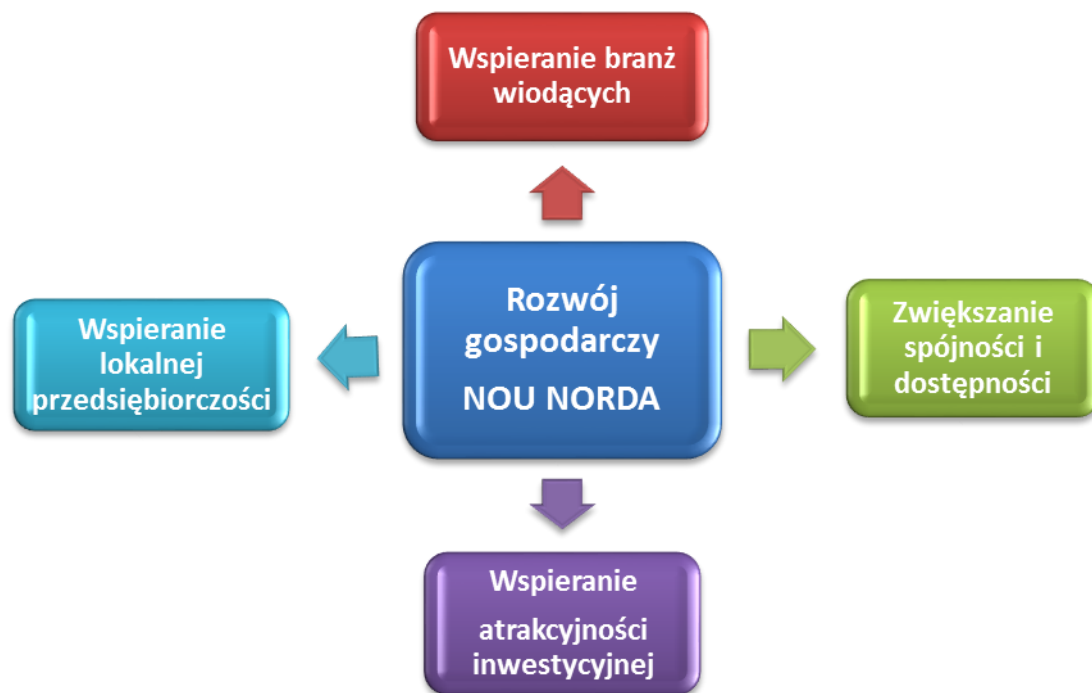 Wspieranie branż
wiodących
Rozwój
gospodarczy
NOU NORDA
Wspieranie
lokalnej
przedsiębiorczości
Zwiększanie
spójności i
dostępności
Wspieranie
atrakcyjności
inwestycyjnej